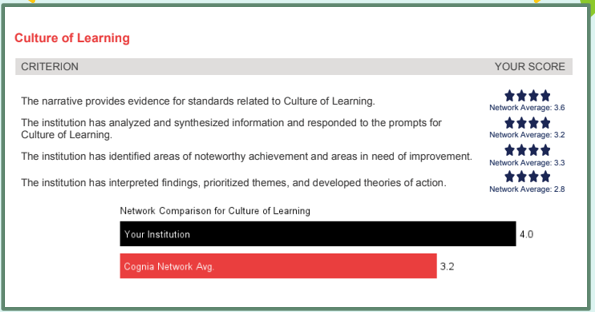 Culture of Learning
CRITERION YOUR SCORE
The narrative provides evidence for standards related to Culture of Learning.
Network Average: 3.6
The institution has analyzed and synthesized information and responded to the prompts for
Culture of Learning.
Network Average: 3.2
The institution has identified areas of noteworthy achievement and areas in need of improvement.
Network Average: 3.3
The institution has interpreted findings, prioritized themes, and developed theories of action.
Network Average: 2.8
Network Comparison for Culture of Learning
Your Institution 4.0
Cognia Network Avg. 3.2